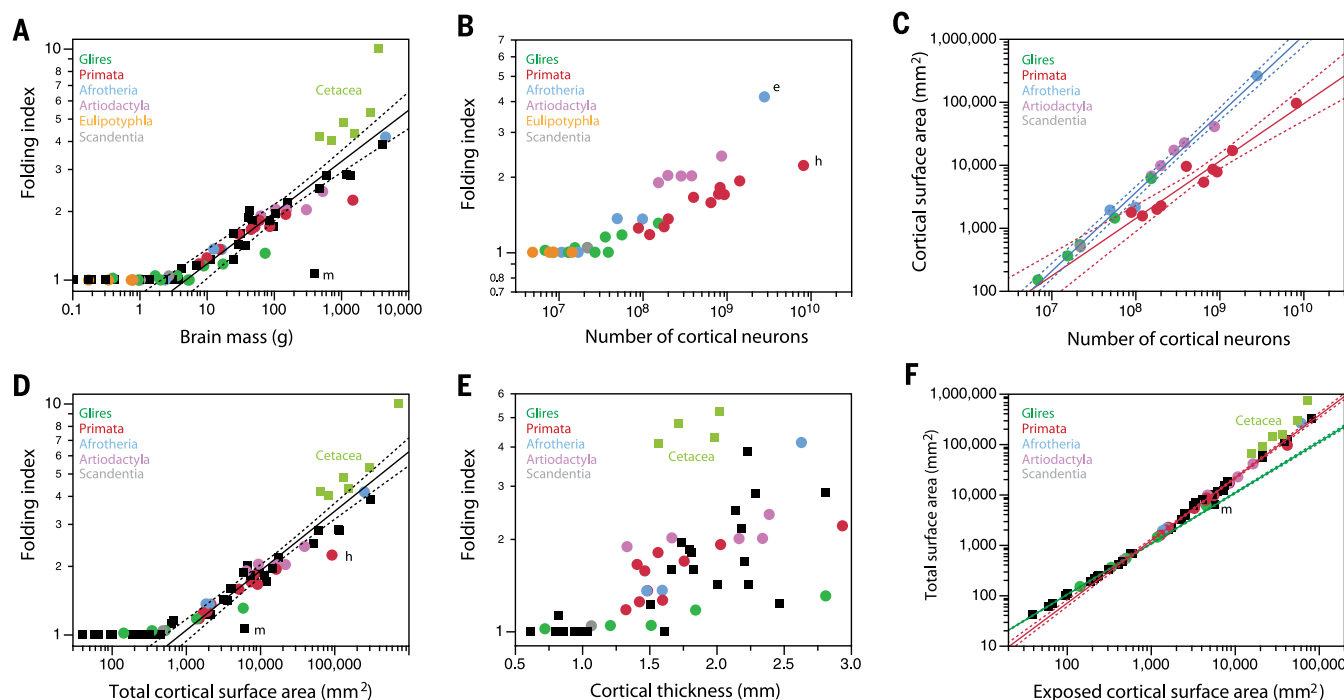 A
10
8
7
6
5
4
3
2
1
Folding index
Glires
Primata
Afrotheria
Artiodactyla
Eulipotyphla
Scandentia
Cetacea
m
0.1
1
10
100
1,000
10,000
Brain mass (g)
B
7
6
5
4
3
2
1
0.8
0.7
Folding index
Glires
Primata
Afrotheria
Artiodactyla
Eulipotyphla
Scandentia
e
h
10⁷
10⁸
10⁹
10¹⁰
Number of cortical neurons
C
1,000,000
100,000
10,000
1,000
100
Cortical surface area (mm²)
Glires
Primata
Afrotheria
Artiodactyla
Scandentia
10⁷
10⁸
10⁹
10¹⁰
Number of cortical neurons
D
10
8
7
6
5
4
3
2
1
Folding index
Glires
Primata
Afrotheria
Artiodactyla
Scandentia
Cetacea
h
m
100
1,000
10,000
100,000
Total cortical surface area (mm²)
E
6
5
4
3
2
1
Folding index
Glires
Primata
Afrotheria
Artiodactyla
Scandentia
Cetacea
0.5
1.0
1.5
2.0
2.5
3.0
Cortical thickness (mm)
F
1,000,000
100,000
10,000
1,000
100
10
Total surface area (mm²)
Glires
Primata
Afrotheria
Artiodactyla
Scandentia
Cetacea
m
100
1,000
10,000
100,000
Exposed cortical surface area (mm²)